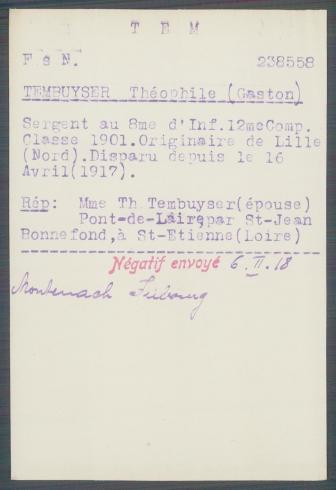 T E M
F s N. 238558
TEMBUYSER Théophile (Gaston)
Sergent au 8me d'Inf.12meComp.
Classe 1901.Originaire de Lille
(Nord).Disparu depuis le 16
Avril(1917).
Rép: Mme Th Tembuyser(épouse)
Pont-de-Laire,par St-Jean
Bonnefond,à St-Etienne(Loire)
Négatif envoyé 6.II.18
Montenach Fribourg